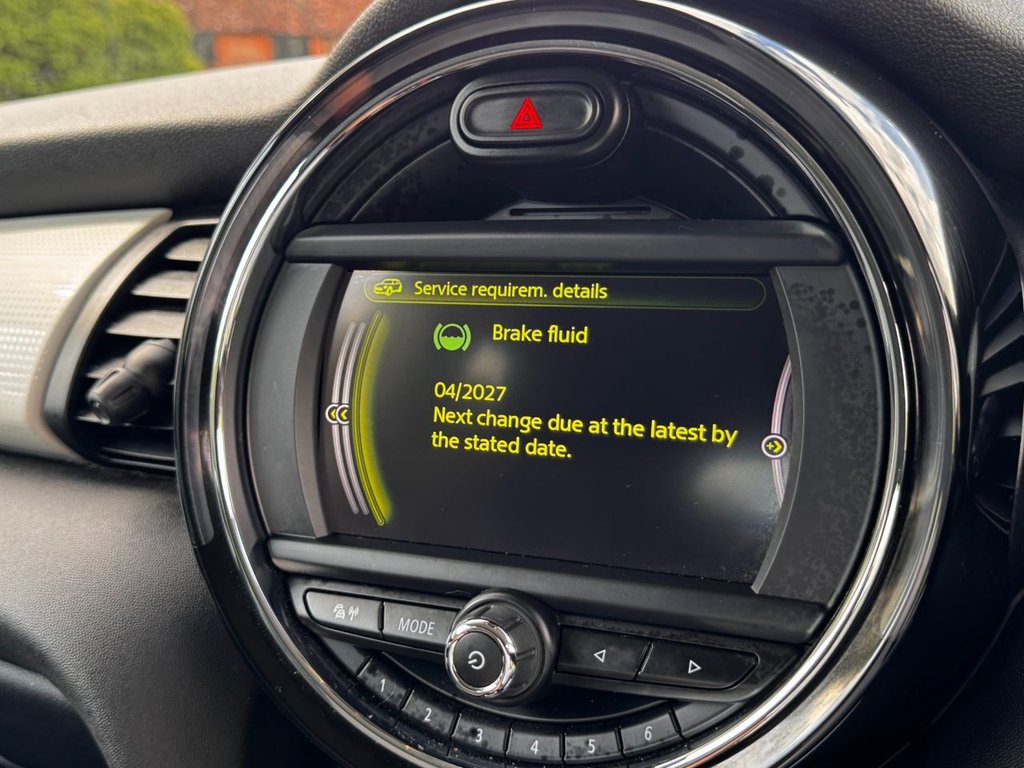 Service requirem. details
Brake fluid
04/2027
Next change due at the latest by
the stated date.
MODE
1
2
3
4
5
6